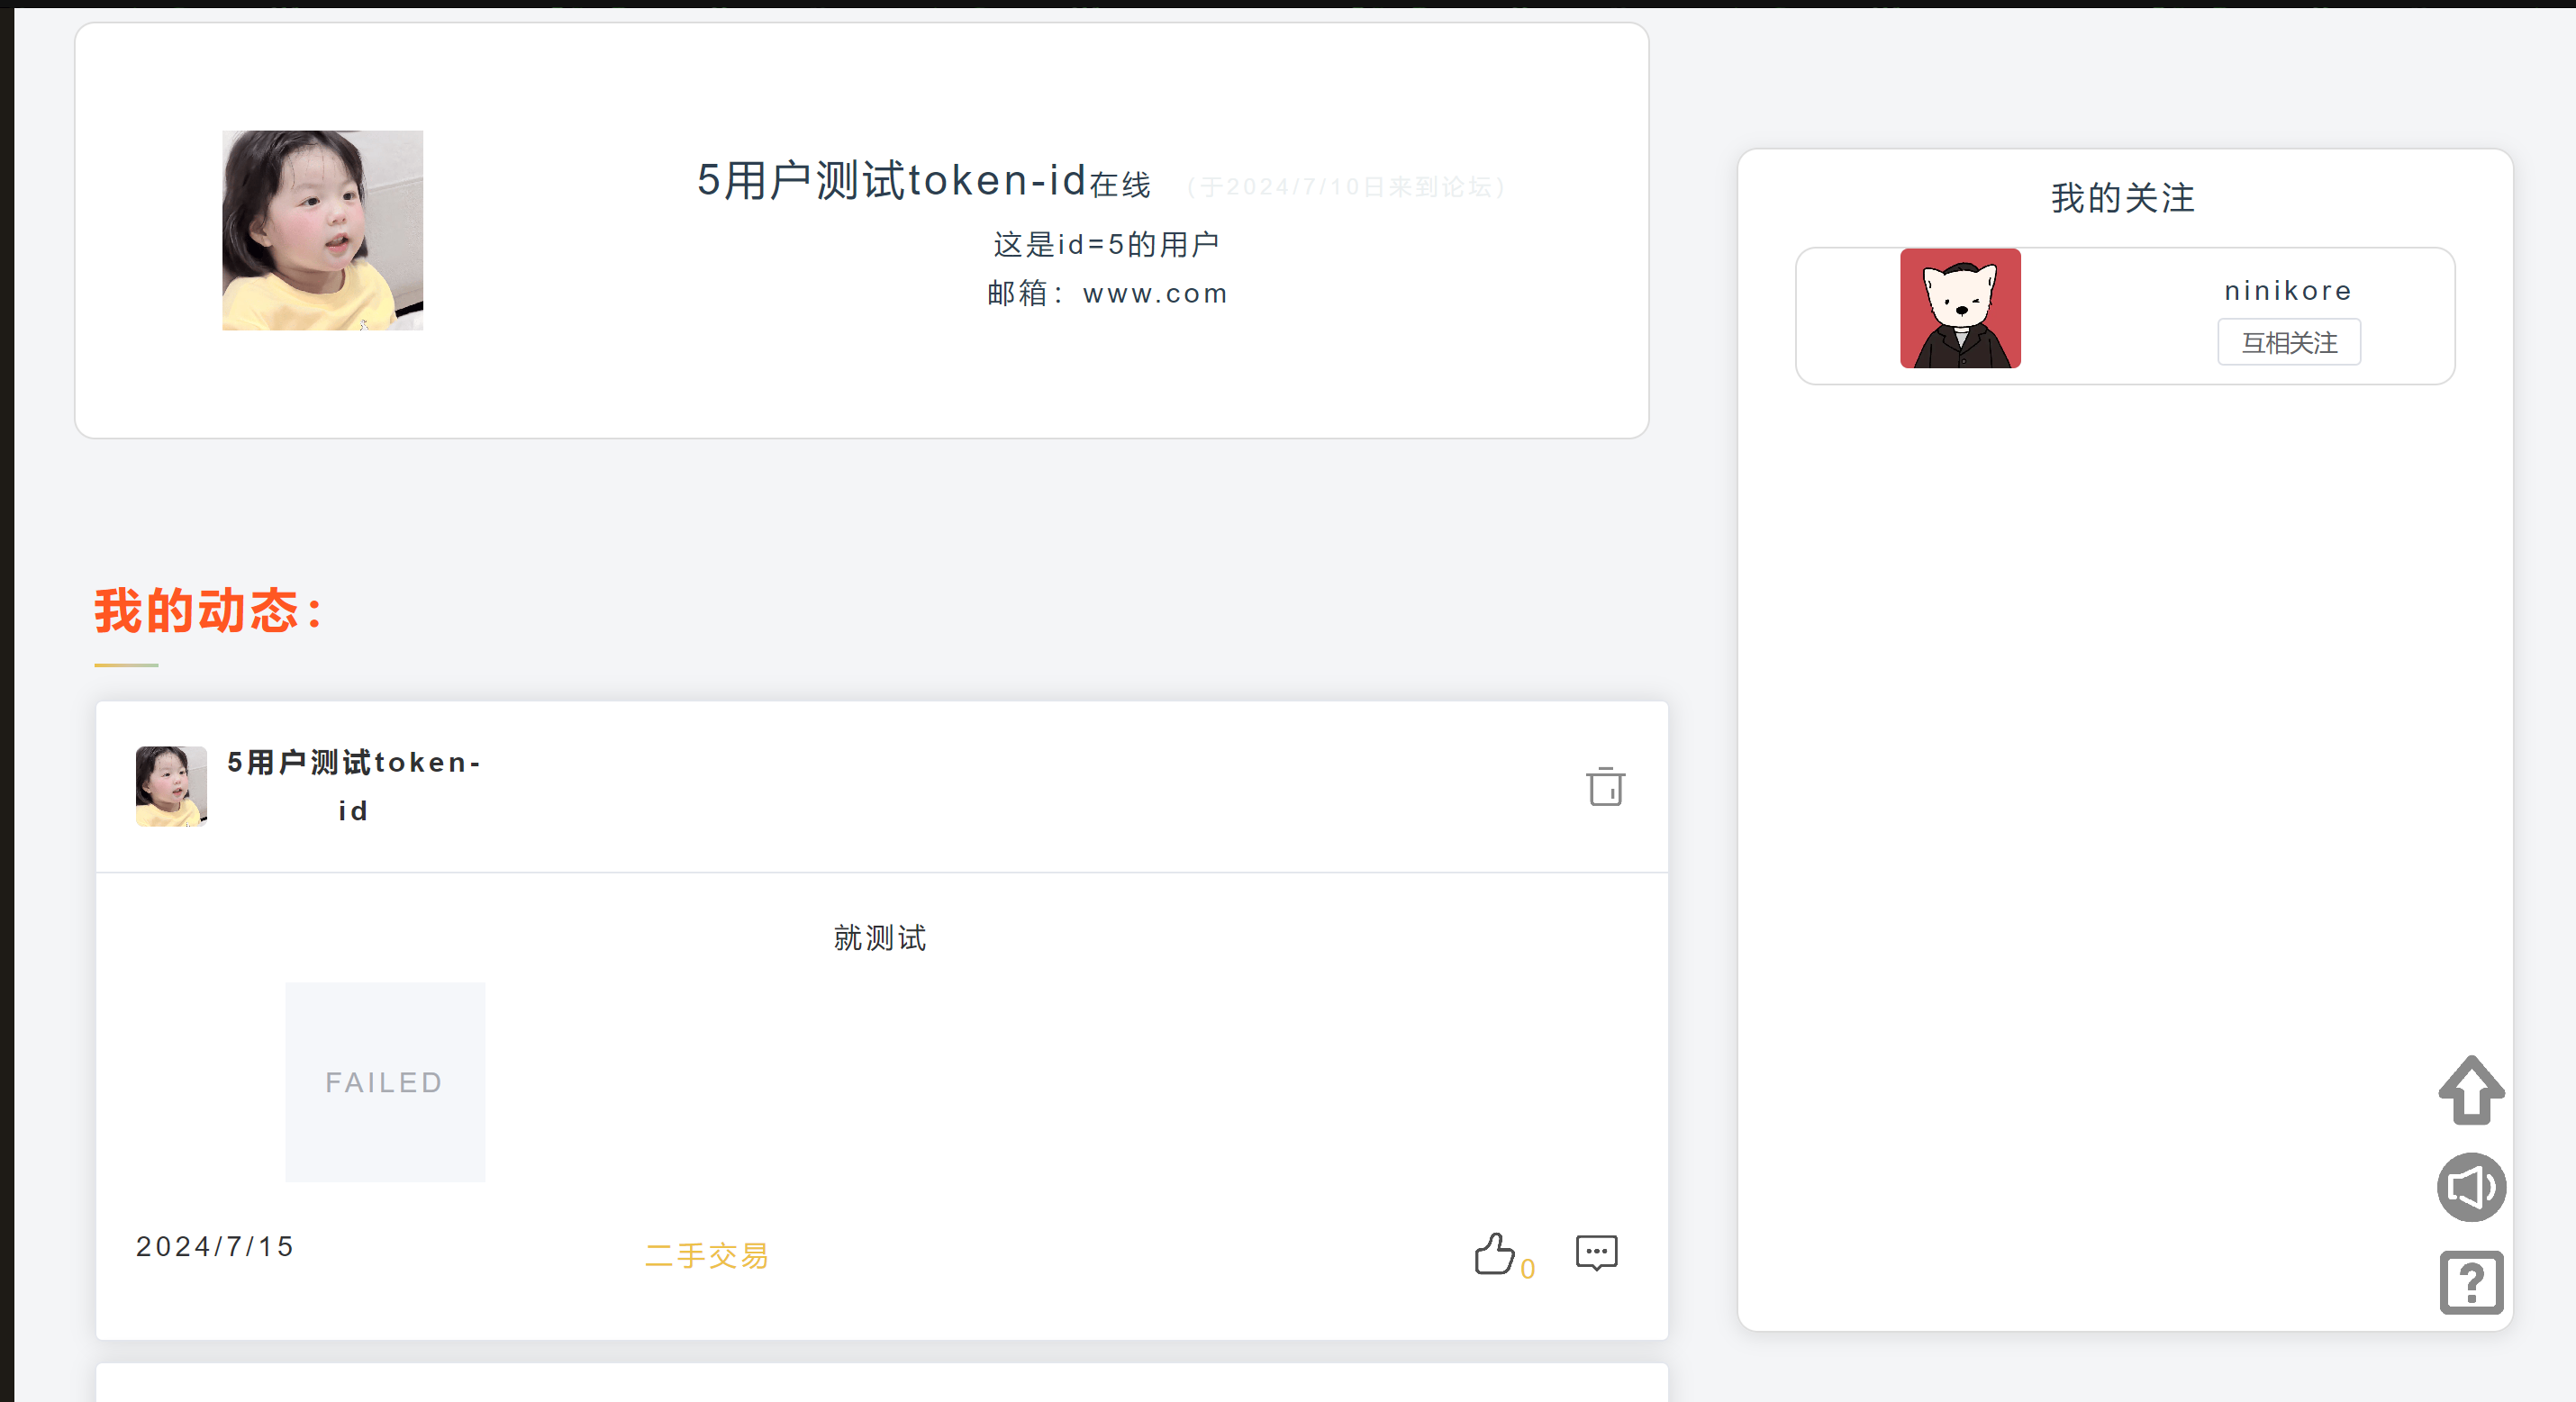 5用户测试token-id在线 (于2024/7/10日来到论坛)
这是id=5的用户
邮箱：www.com
我的关注
ninikore
互相关注
我的动态：
5用户测试token-
id
就测试
FAILED
2024/7/15
二手交易
0